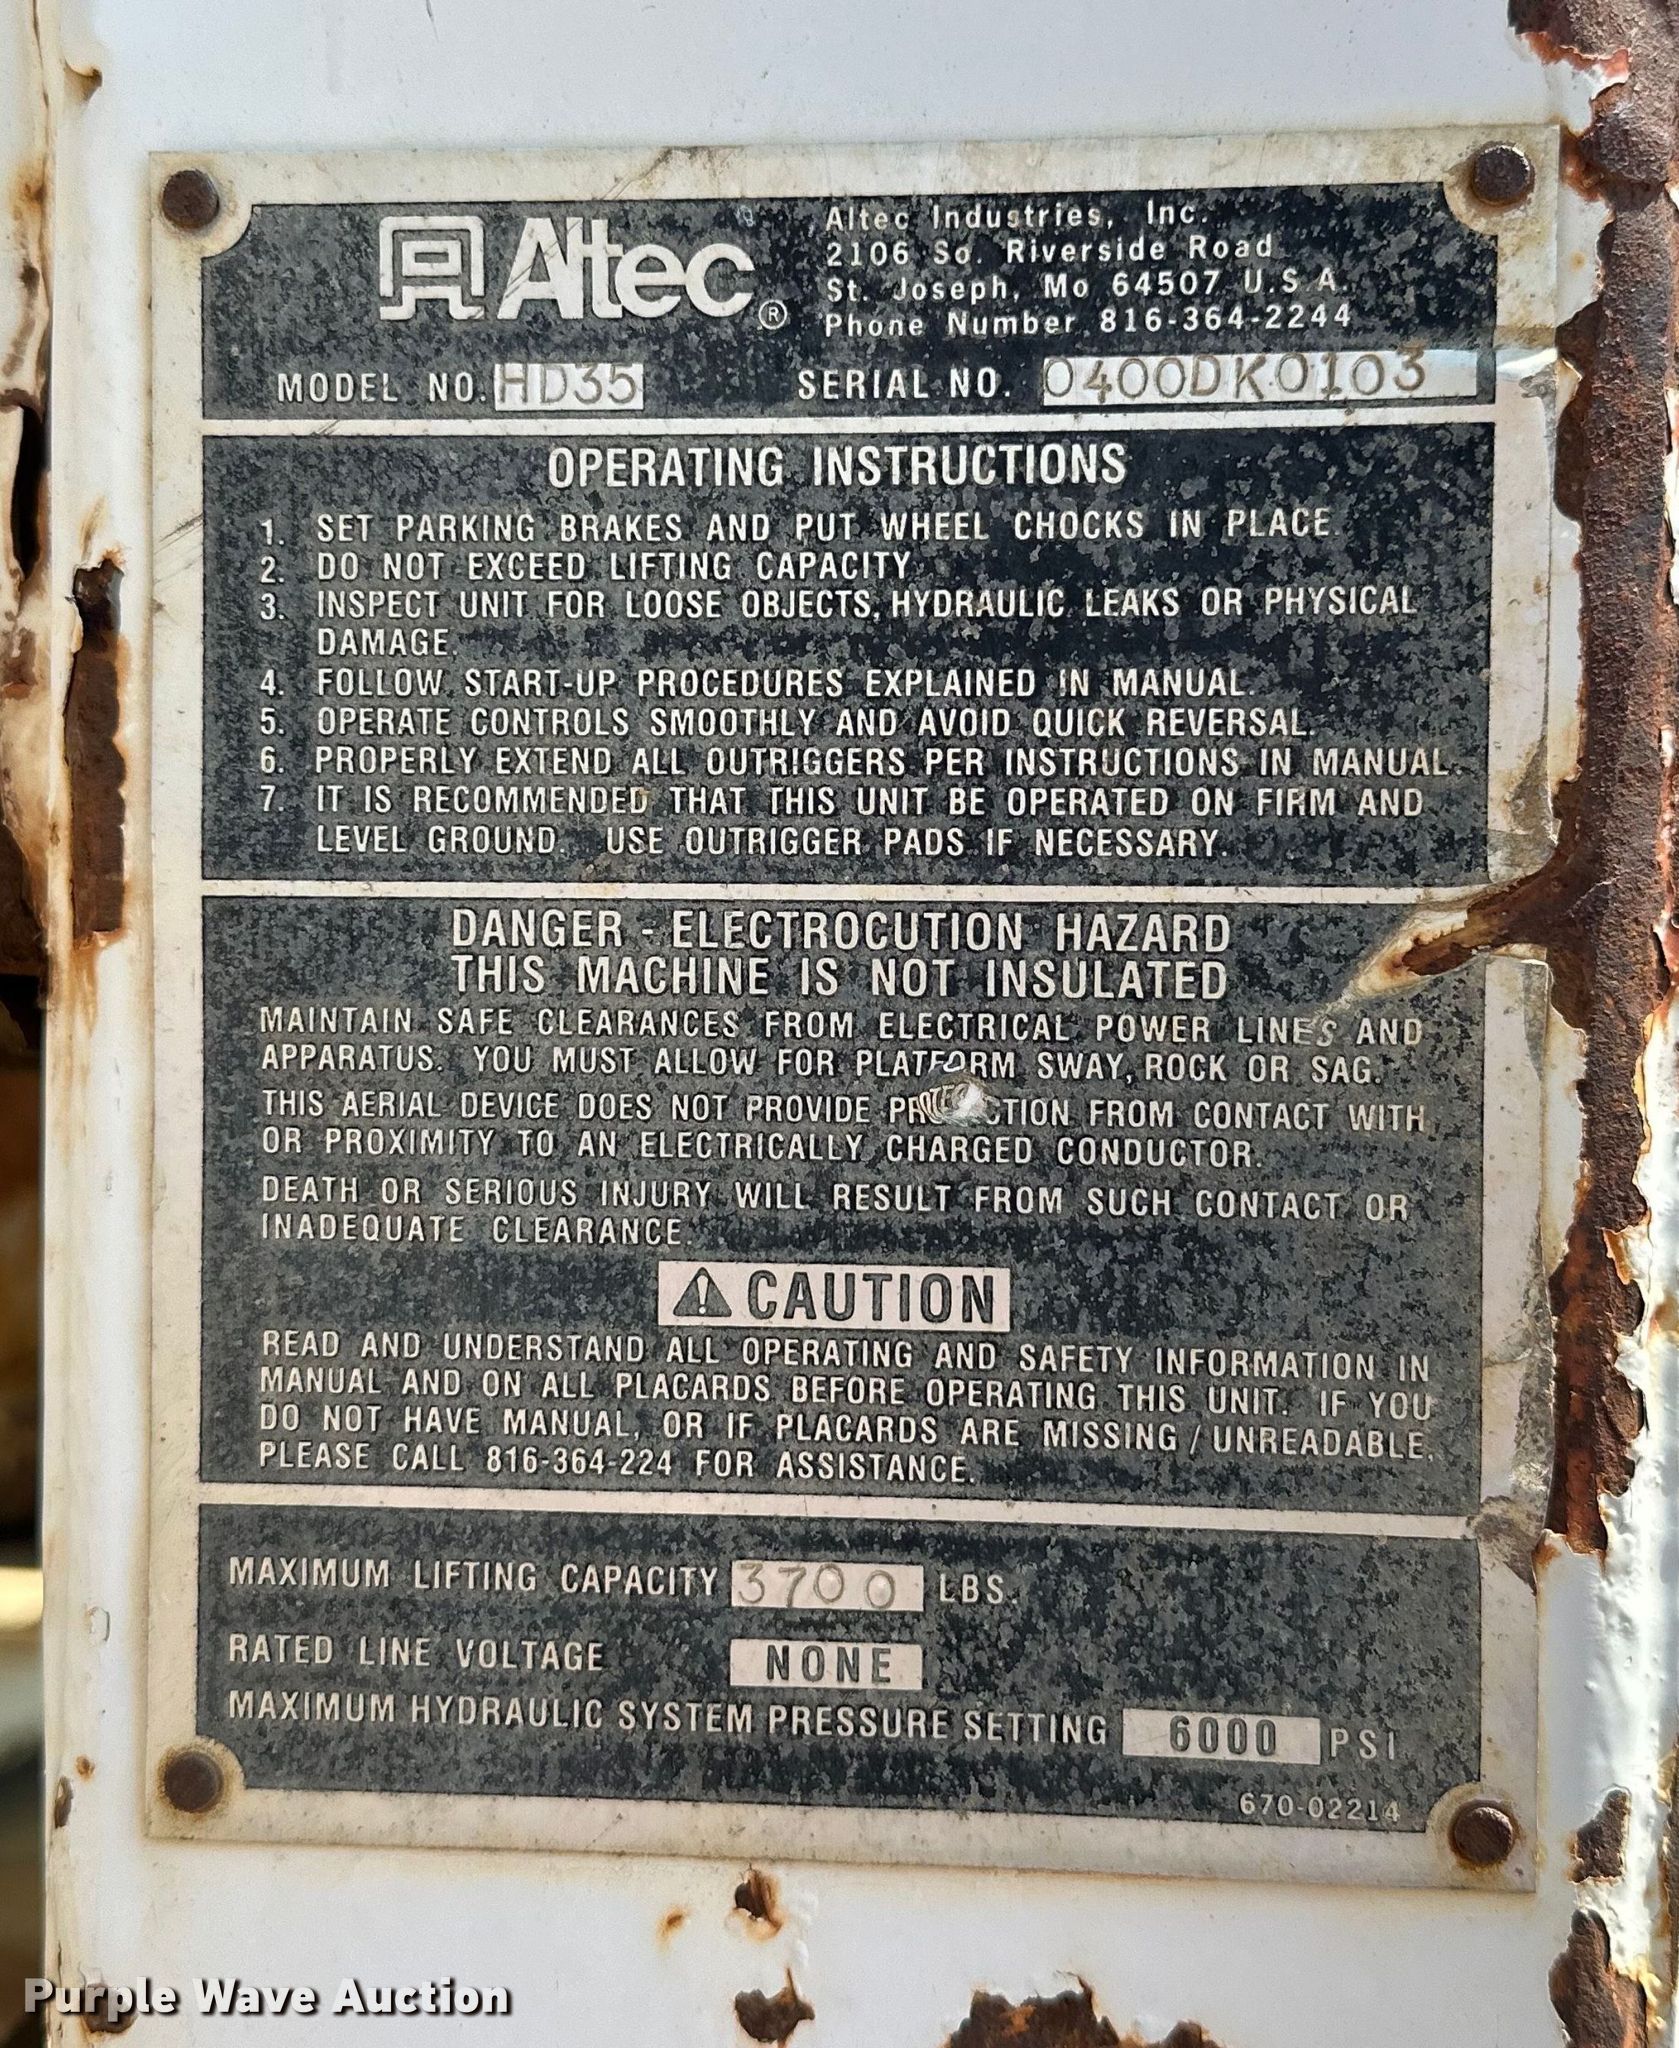 Altec®
Altec Industries, Inc.
2106 So. Riverside Road
St. Joseph, Mo 64507 U.S.A.
Phone Number 816-364-2244
MODEL NO. HD35 SERIAL NO. 0400DK0103
OPERATING INSTRUCTIONS
1. SET PARKING BRAKES AND PUT WHEEL CHOCKS IN PLACE.
2. DO NOT EXCEED LIFTING CAPACITY
3. INSPECT UNIT FOR LOOSE OBJECTS, HYDRAULIC LEAKS OR PHYSICAL
DAMAGE.
4. FOLLOW START-UP PROCEDURES EXPLAINED IN MANUAL.
5. OPERATE CONTROLS SMOOTHLY AND AVOID QUICK REVERSAL.
6. PROPERLY EXTEND ALL OUTRIGGERS PER INSTRUCTIONS IN MANUAL.
7. IT IS RECOMMENDED THAT THIS UNIT BE OPERATED ON FIRM AND
LEVEL GROUND. USE OUTRIGGER PADS IF NECESSARY.
DANGER - ELECTROCUTION HAZARD
THIS MACHINE IS NOT INSULATED
MAINTAIN SAFE CLEARANCES FROM ELECTRICAL POWER LINES AND
APPARATUS. YOU MUST ALLOW FOR PLATFORM SWAY, ROCK OR SAG.
THIS AERIAL DEVICE DOES NOT PROVIDE PROTECTION FROM CONTACT WITH
OR PROXIMITY TO AN ELECTRICALLY CHARGED CONDUCTOR.
DEATH OR SERIOUS INJURY WILL RESULT FROM SUCH CONTACT OR
INADEQUATE CLEARANCE.
CAUTION
READ AND UNDERSTAND ALL OPERATING AND SAFETY INFORMATION IN
MANUAL AND ON ALL PLACARDS BEFORE OPERATING THIS UNIT. IF YOU
DO NOT HAVE MANUAL, OR IF PLACARDS ARE MISSING / UNREADABLE,
PLEASE CALL 816-364-224 FOR ASSISTANCE.
MAXIMUM LIFTING CAPACITY 3700 LBS.
RATED LINE VOLTAGE NONE
MAXIMUM HYDRAULIC SYSTEM PRESSURE SETTING 6000 PSI
670-02214
Purple Wave Auction